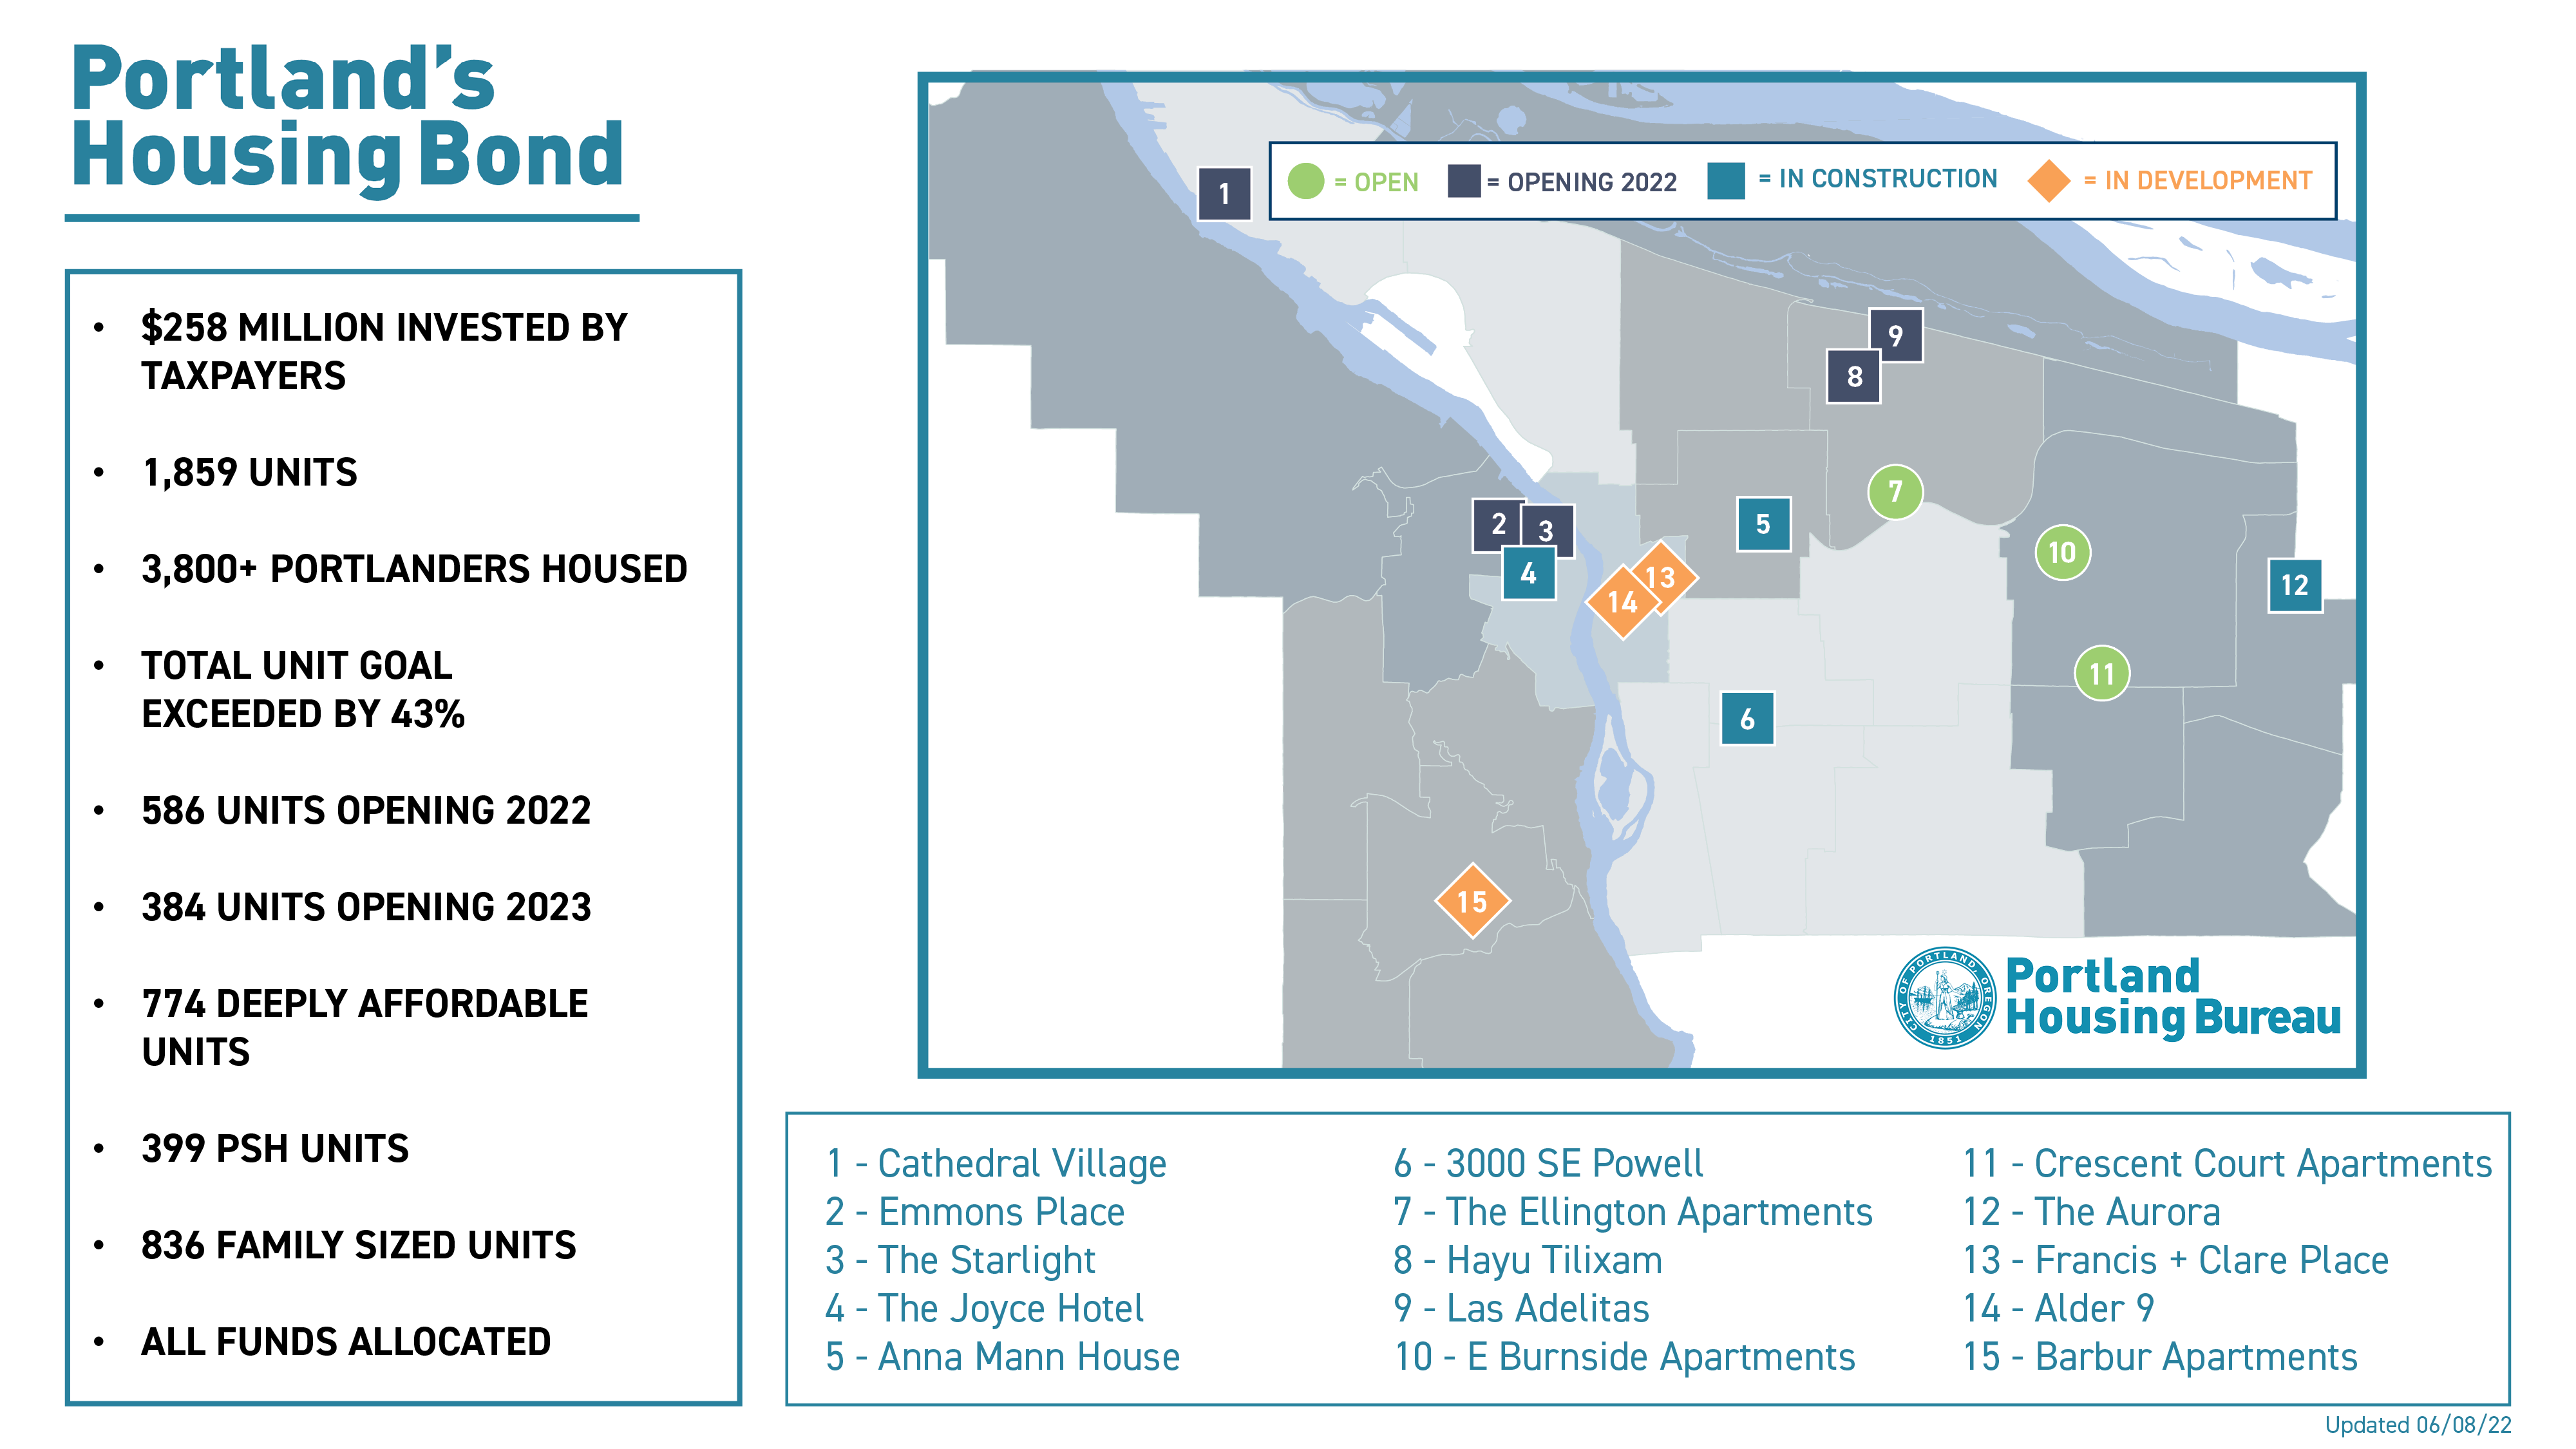 Portland's
Housing Bond
• $258 MILLION INVESTED BY
TAXPAYERS
• 1,859 UNITS
• 3,800+ PORTLANDERS HOUSED
• TOTAL UNIT GOAL
EXCEEDED BY 43%
• 586 UNITS OPENING 2022
• 384 UNITS OPENING 2023
• 774 DEEPLY AFFORDABLE
UNITS
• 399 PSH UNITS
• 836 FAMILY SIZED UNITS
• ALL FUNDS ALLOCATED
= OPEN
= OPENING 2022
= IN CONSTRUCTION
= IN DEVELOPMENT
1
9
8
7
2
3
5
10
4
13
12
14
11
6
15
CITY OF PORTLAND, OREGON
1851
Portland
Housing Bureau
1 - Cathedral Village
2 - Emmons Place
3 - The Starlight
4 - The Joyce Hotel
5 - Anna Mann House
6 - 3000 SE Powell
7 - The Ellington Apartments
8 - Hayu Tilixam
9 - Las Adelitas
10 - E Burnside Apartments
11 - Crescent Court Apartments
12 - The Aurora
13 - Francis + Clare Place
14 - Alder 9
15 - Barbur Apartments
Updated 06/08/22